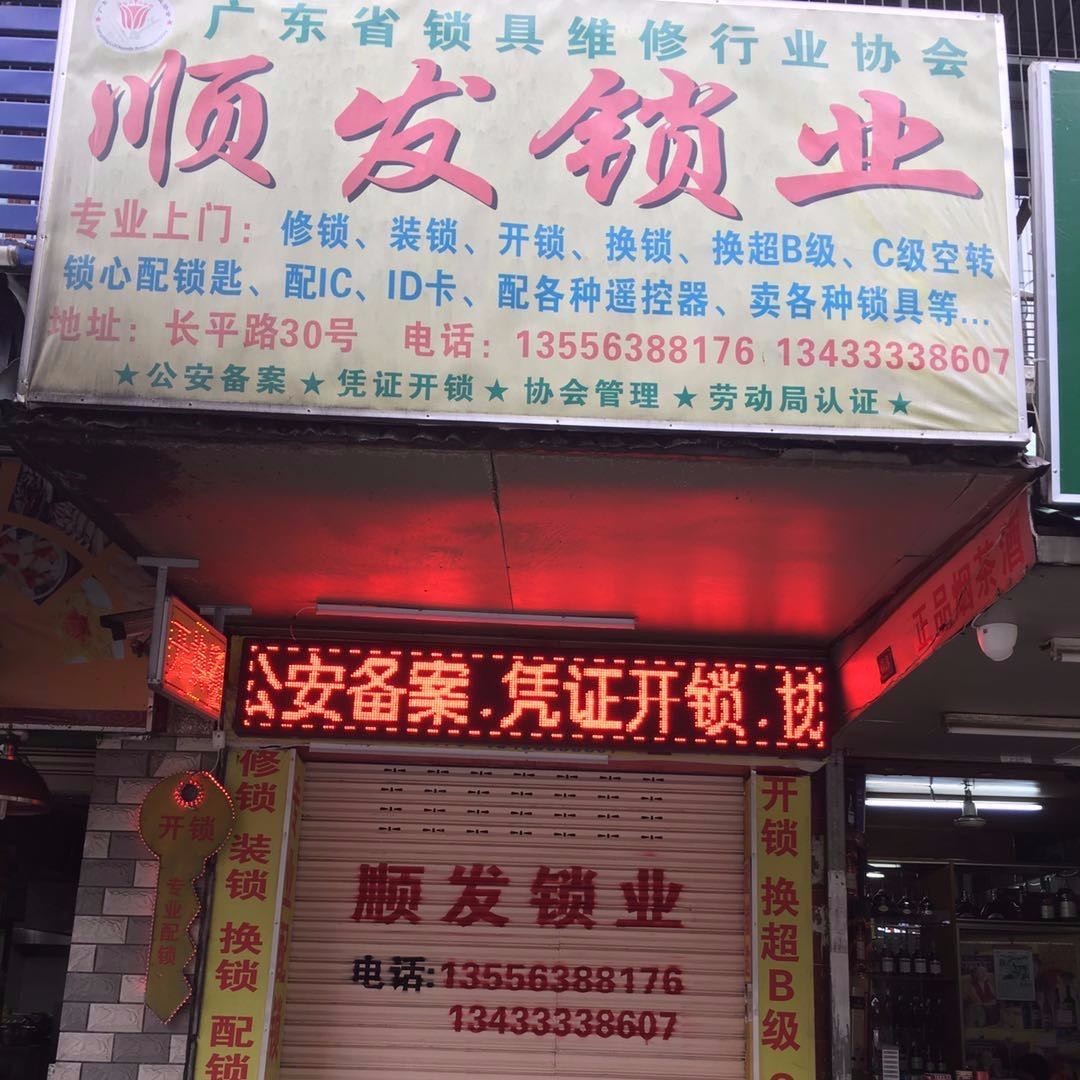 广东省锁具维修行业协会
顺发锁业
专业上门：修锁、装锁、开锁、换锁、换超B级、C级空转
锁心配锁匙、配IC、ID卡、配各种遥控器、卖各种锁具等...
地址：长平路30号 电话：13556388176 13433338607
★公安备案★凭证开锁★协会管理★劳动局认证★
正品烟茶酒
公安备案.凭证开锁.协
修锁 装锁 换锁 配锁
开锁
专业配锁
顺发锁业
电话:13556388176
13433338607
开锁 换超B级